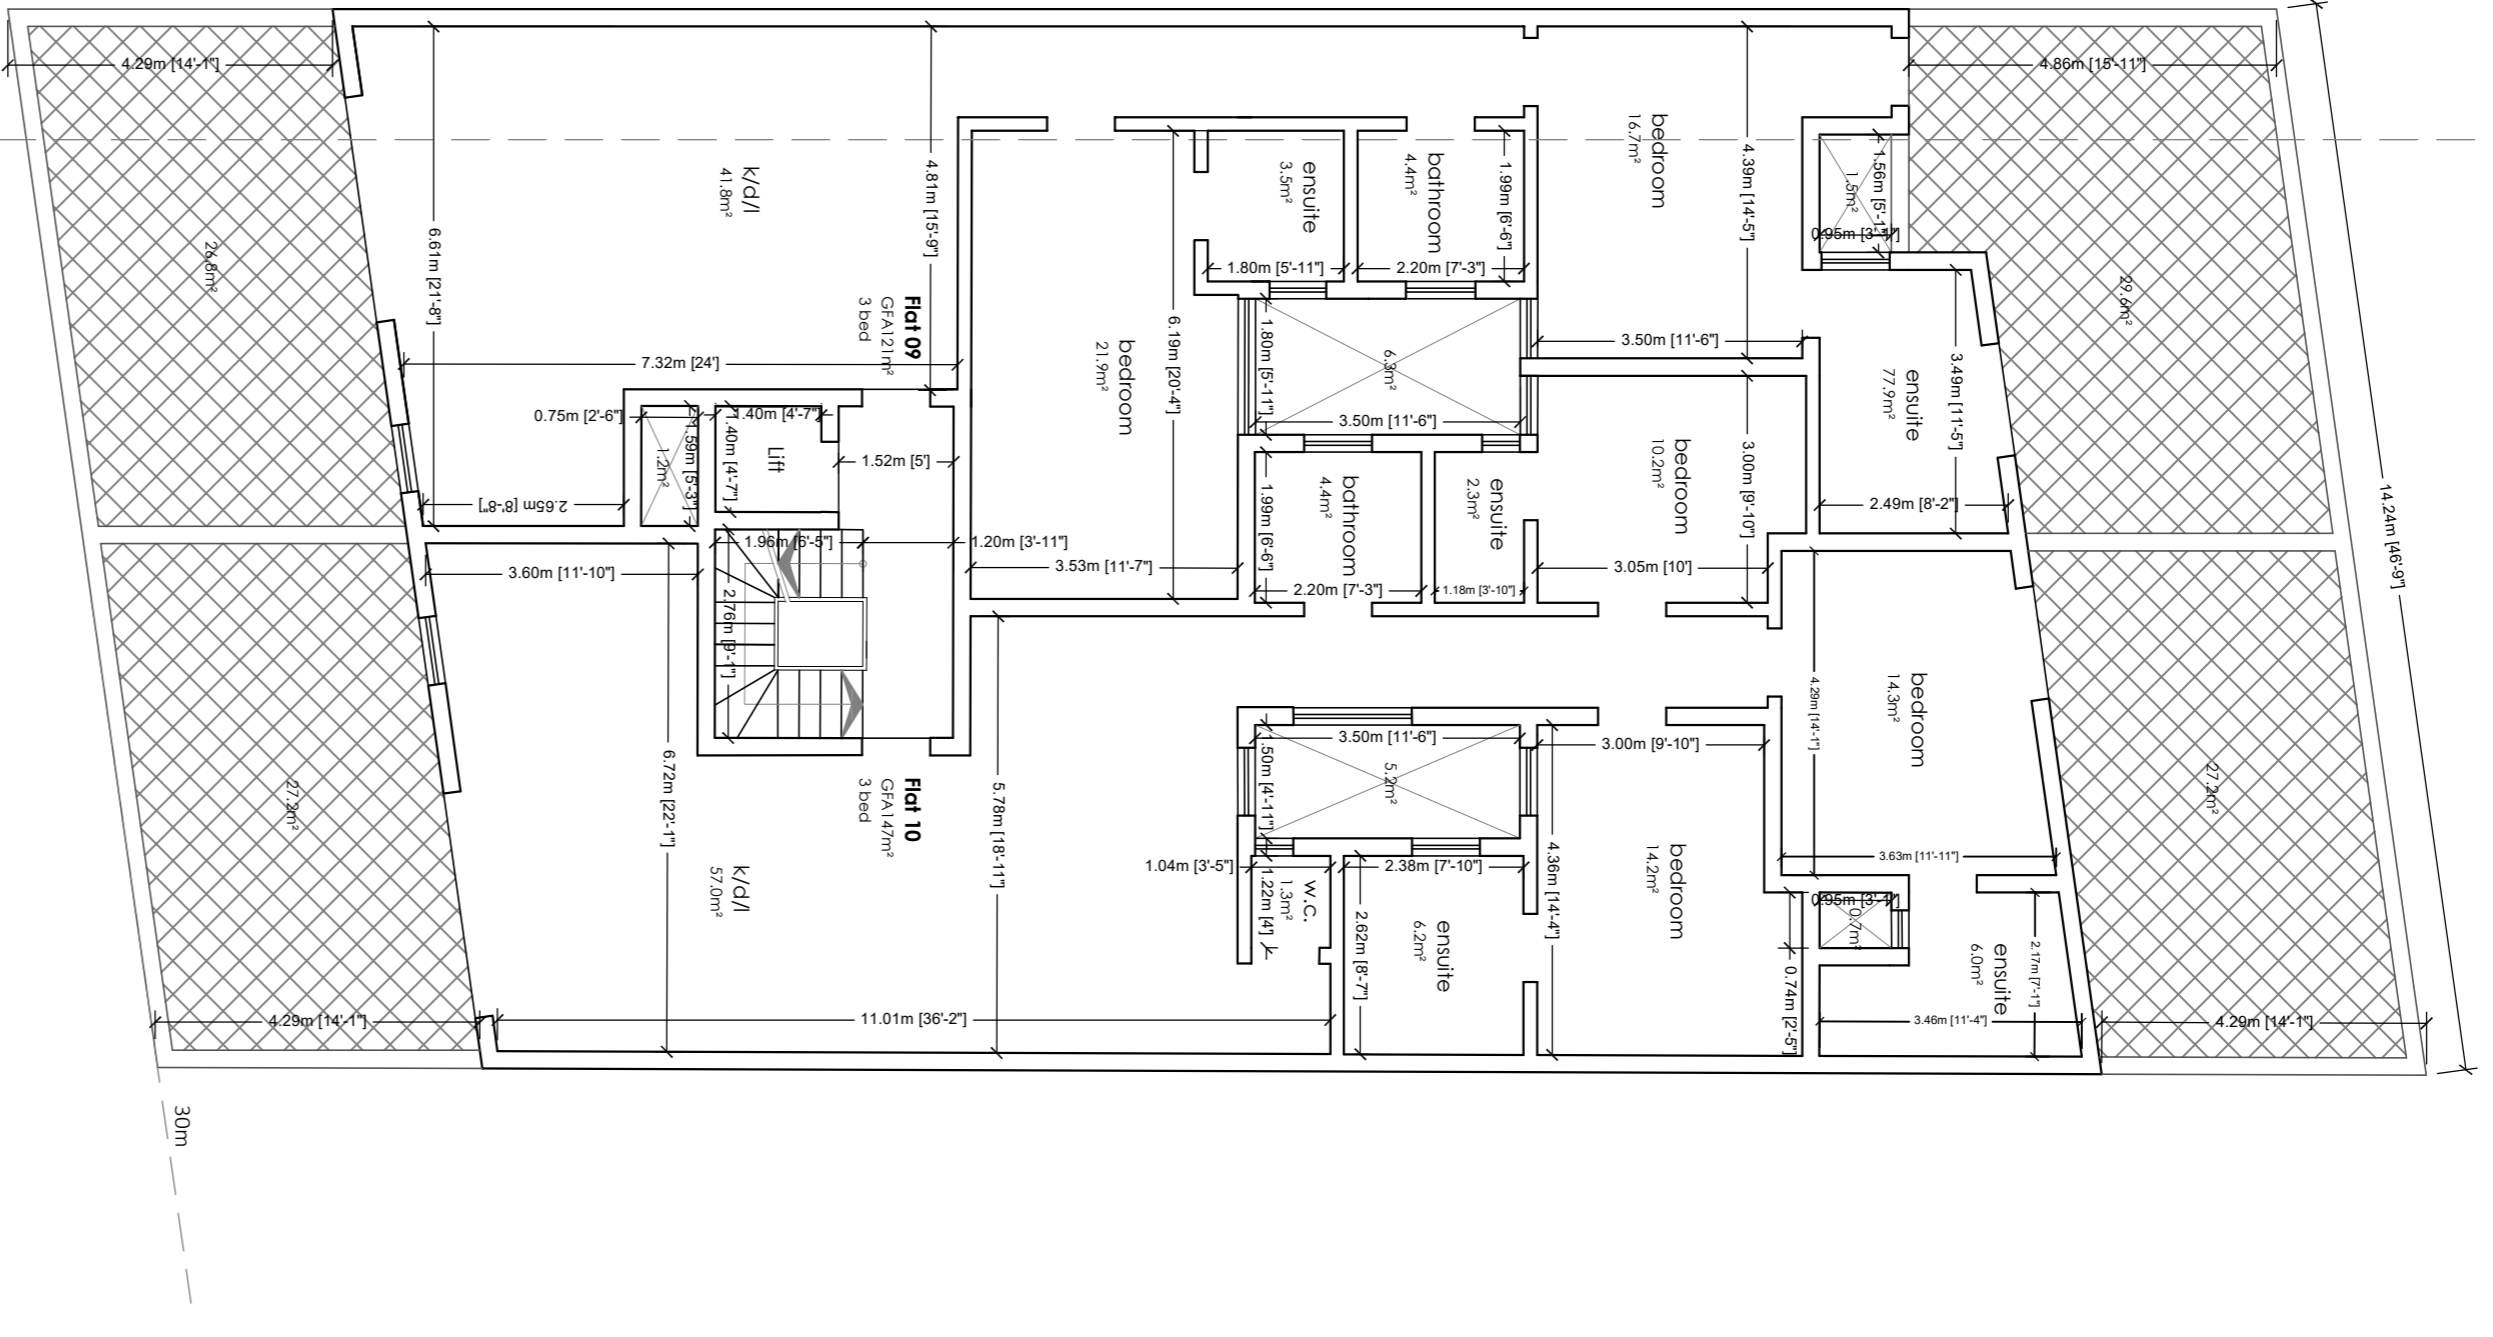 4.29m [14'-1"]
4.86m [15'-11"]
26.8m²
6.61m [21'-8"]
k/d/l
41.8m²
4.81m [15'-9"]
Flat 09
GFA121m²
3 bed
7.32m [24']
0.75m [2'-6"]
1.59m [5'-3"]
1.2m²
1.40m [4'-7"]
1.40m [4'-7"]
Lift
1.52m [5']
2.65m [8'-8"]
1.96m [6'-5"]
1.20m [3'-11"]
2.76m [9'-1"]
3.60m [11'-10"]
bedroom
21.9m²
6.19m [20'-4"]
3.53m [11'-7"]
ensuite
3.5m²
1.80m [5'-11"]
bathroom
4.4m²
1.99m [6'-6"]
2.20m [7'-3"]
1.80m [5'-11"]
6.3m²
3.50m [11'-6"]
bedroom
16.7m²
4.39m [14'-5"]
3.50m [11'-6"]
1.56m [5'-1"]
1.5m²
0.95m [3'-1"]
ensuite
77.9m²
3.49m [11'-5"]
2.49m [8'-2"]
29.6m²
14.24m [46'-9"]
bathroom
4.4m²
1.99m [6'-6"]
2.20m [7'-3"]
ensuite
2.3m²
1.18m [3'-10"]
bedroom
10.2m²
3.00m [9'-10"]
3.05m [10']
27.2m²
6.72m [22'-1"]
Flat 10
GFA147m²
3 bed
k/d/l
57.0m²
5.78m [18'-11"]
11.01m [36'-2"]
4.29m [14'-1"]
3.50m [11'-6"]
1.50m [4'-11"]
5.2m²
1.04m [3'-5"]
w.c.
1.3m²
1.22m [4']
2.38m [7'-10"]
ensuite
6.2m²
2.62m [8'-7"]
3.00m [9'-10"]
bedroom
14.2m²
4.36m [14'-4"]
bedroom
14.3m²
4.29m [14'-1"]
3.63m [11'-11"]
0.95m [3'-1"]
0.7m²
0.74m [2'-5"]
ensuite
6.0m²
2.17m [7'-1"]
3.46m [11'-4"]
27.2m²
4.29m [14'-1"]
30m